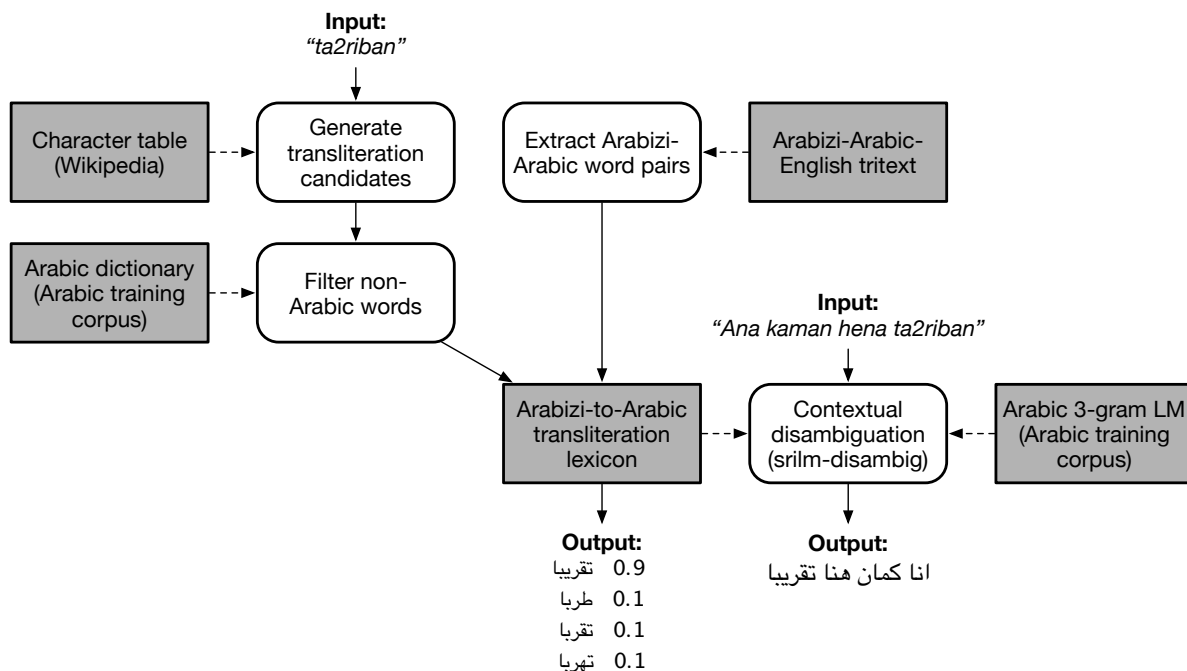 Input:
“ta2riban”
Character table
(Wikipedia)
Generate
transliteration
candidates
Extract Arabizi-
Arabic word pairs
Arabizi-Arabic-
English tritext
Arabic dictionary
(Arabic training
corpus)
Filter non-
Arabic words
Input:
“Ana kaman hena ta2riban”
Arabizi-to-Arabic
transliteration
lexicon
Contextual
disambiguation
(srilm-disambig)
Arabic 3-gram LM
(Arabic training
corpus)
Output:
تقريبا 0.9
طربا 0.1
تقربا 0.1
تهربا 0.1
Output:
انا كمان هنا تقريبا